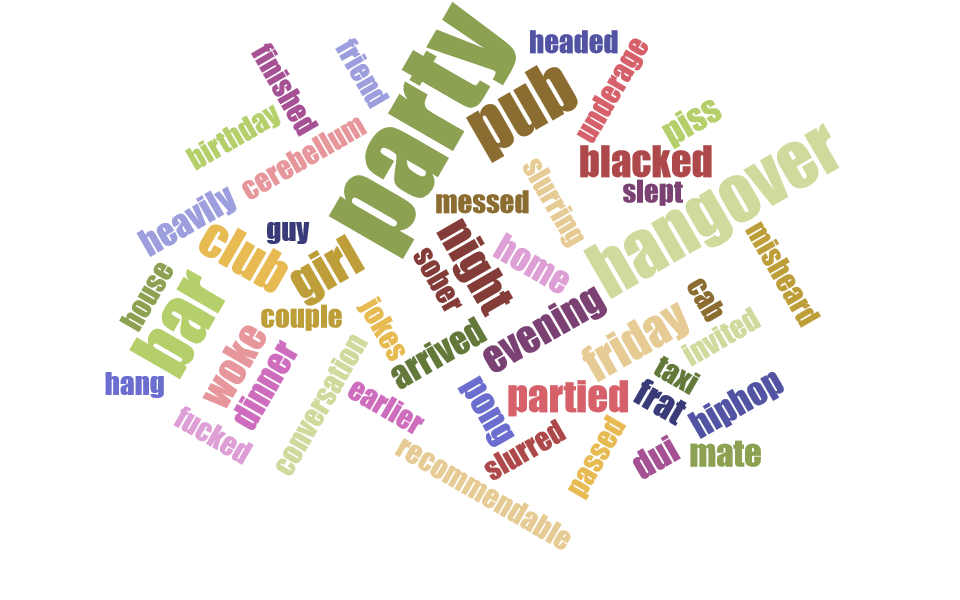 party
headed
finished
friend
underage
pub
piss
birthday
cerebellum
blacked
hangover
slept
slurring
heavily
messed
guy
club
girl
night
home
sober
misheard
house
bar
couple
jokes
evening
cab
arrived
friday
invited
woke
dinner
conversation
taxi
hang
earlier
pong
partied
frat
hiphop
fucked
slurred
passed
dui
mate
recommendable